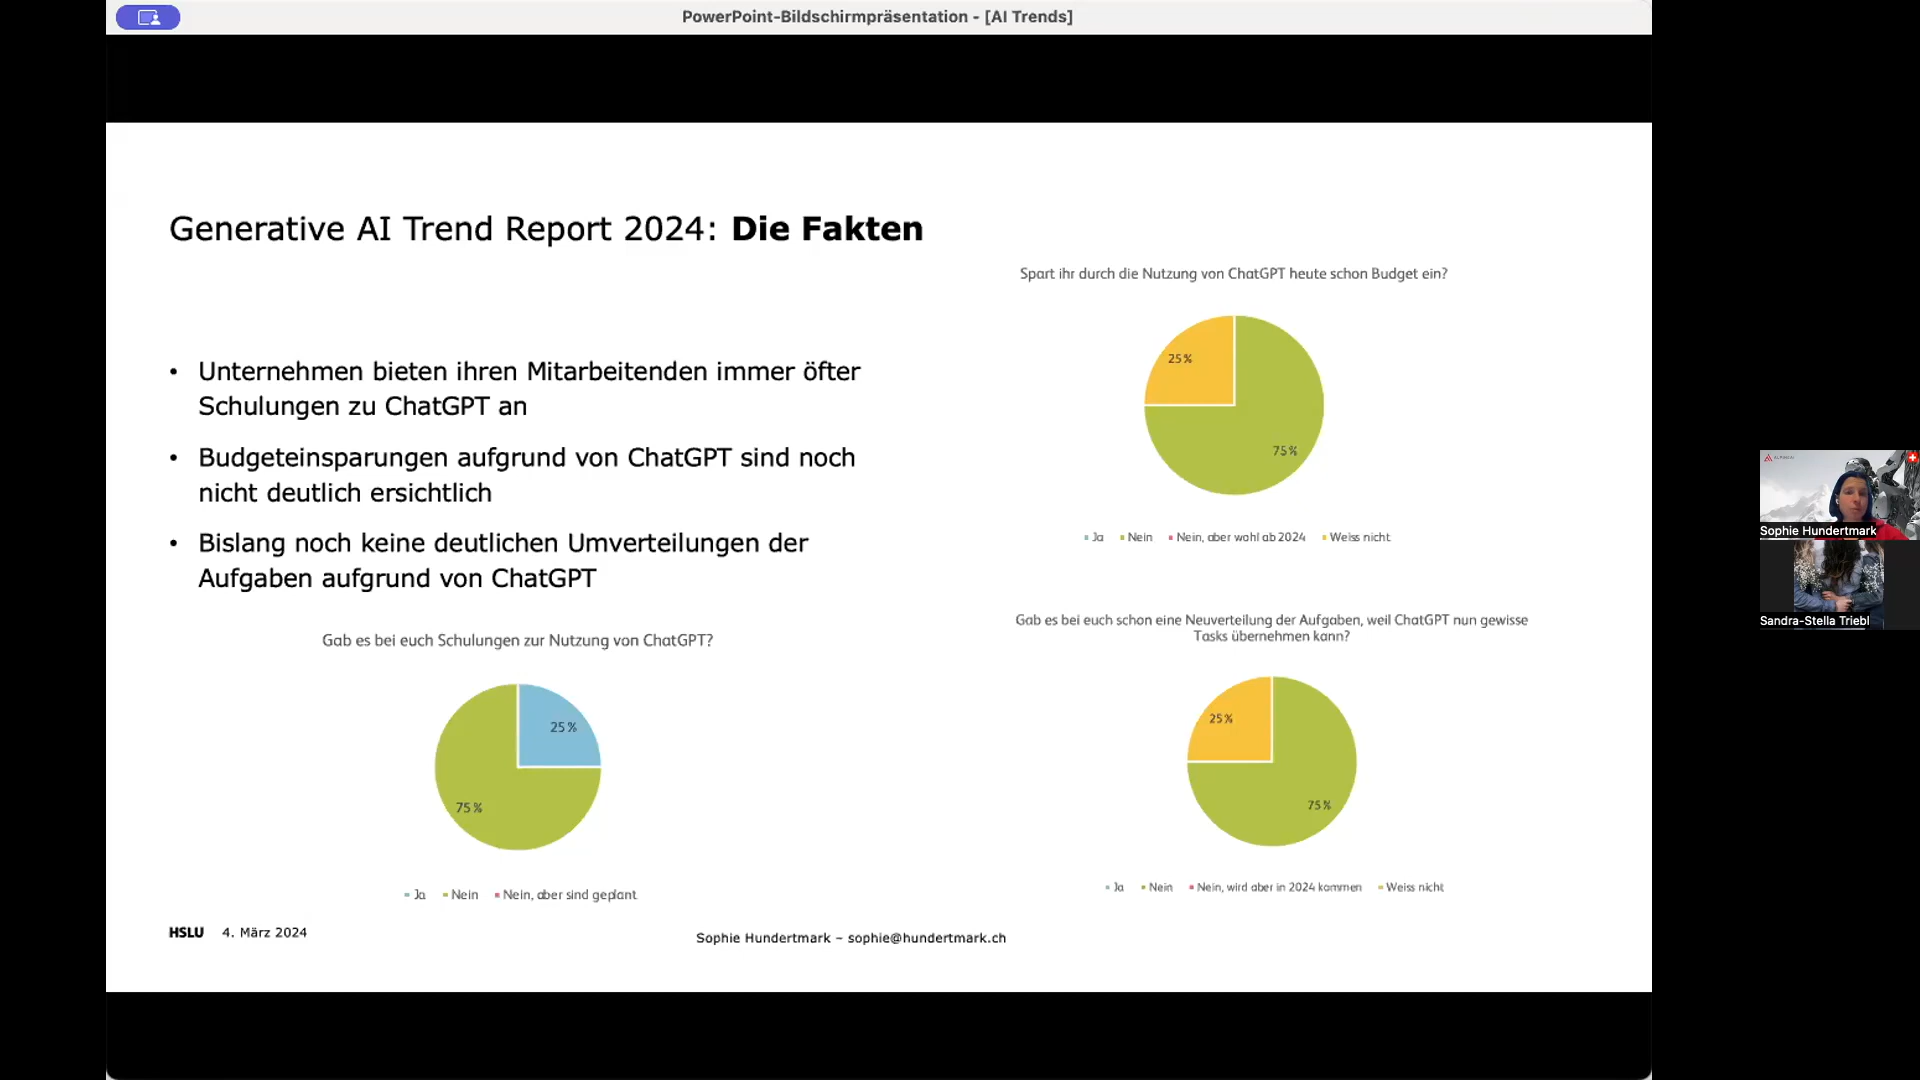 PowerPoint-Bildschirmpräsentation - [AI Trends]
Generative AI Trend Report 2024: Die Fakten
• Unternehmen bieten ihren Mitarbeitenden immer öfter
Schulungen zu ChatGPT an
• Budgeteinsparungen aufgrund von ChatGPT sind noch
nicht deutlich ersichtlich
• Bislang noch keine deutlichen Umverteilungen der
Aufgaben aufgrund von ChatGPT
Gab es bei euch Schulungen zur Nutzung von ChatGPT?
25%
75%
Ja Nein Nein, aber sind geplant
Spart ihr durch die Nutzung von ChatGPT heute schon Budget ein?
25%
75%
Ja Nein Nein, aber wohl ab 2024 Weiss nicht
Gab es bei euch schon eine Neuverteilung der Aufgaben, weil ChatGPT nun gewisse
Tasks übernehmen kann?
25%
75%
Ja Nein Nein, wird aber in 2024 kommen Weiss nicht
HSLU 4. März 2024
Sophie Hundertmark – sophie@hundertmark.ch
Sophie Hundertmark
Sandra-Stella Triebl